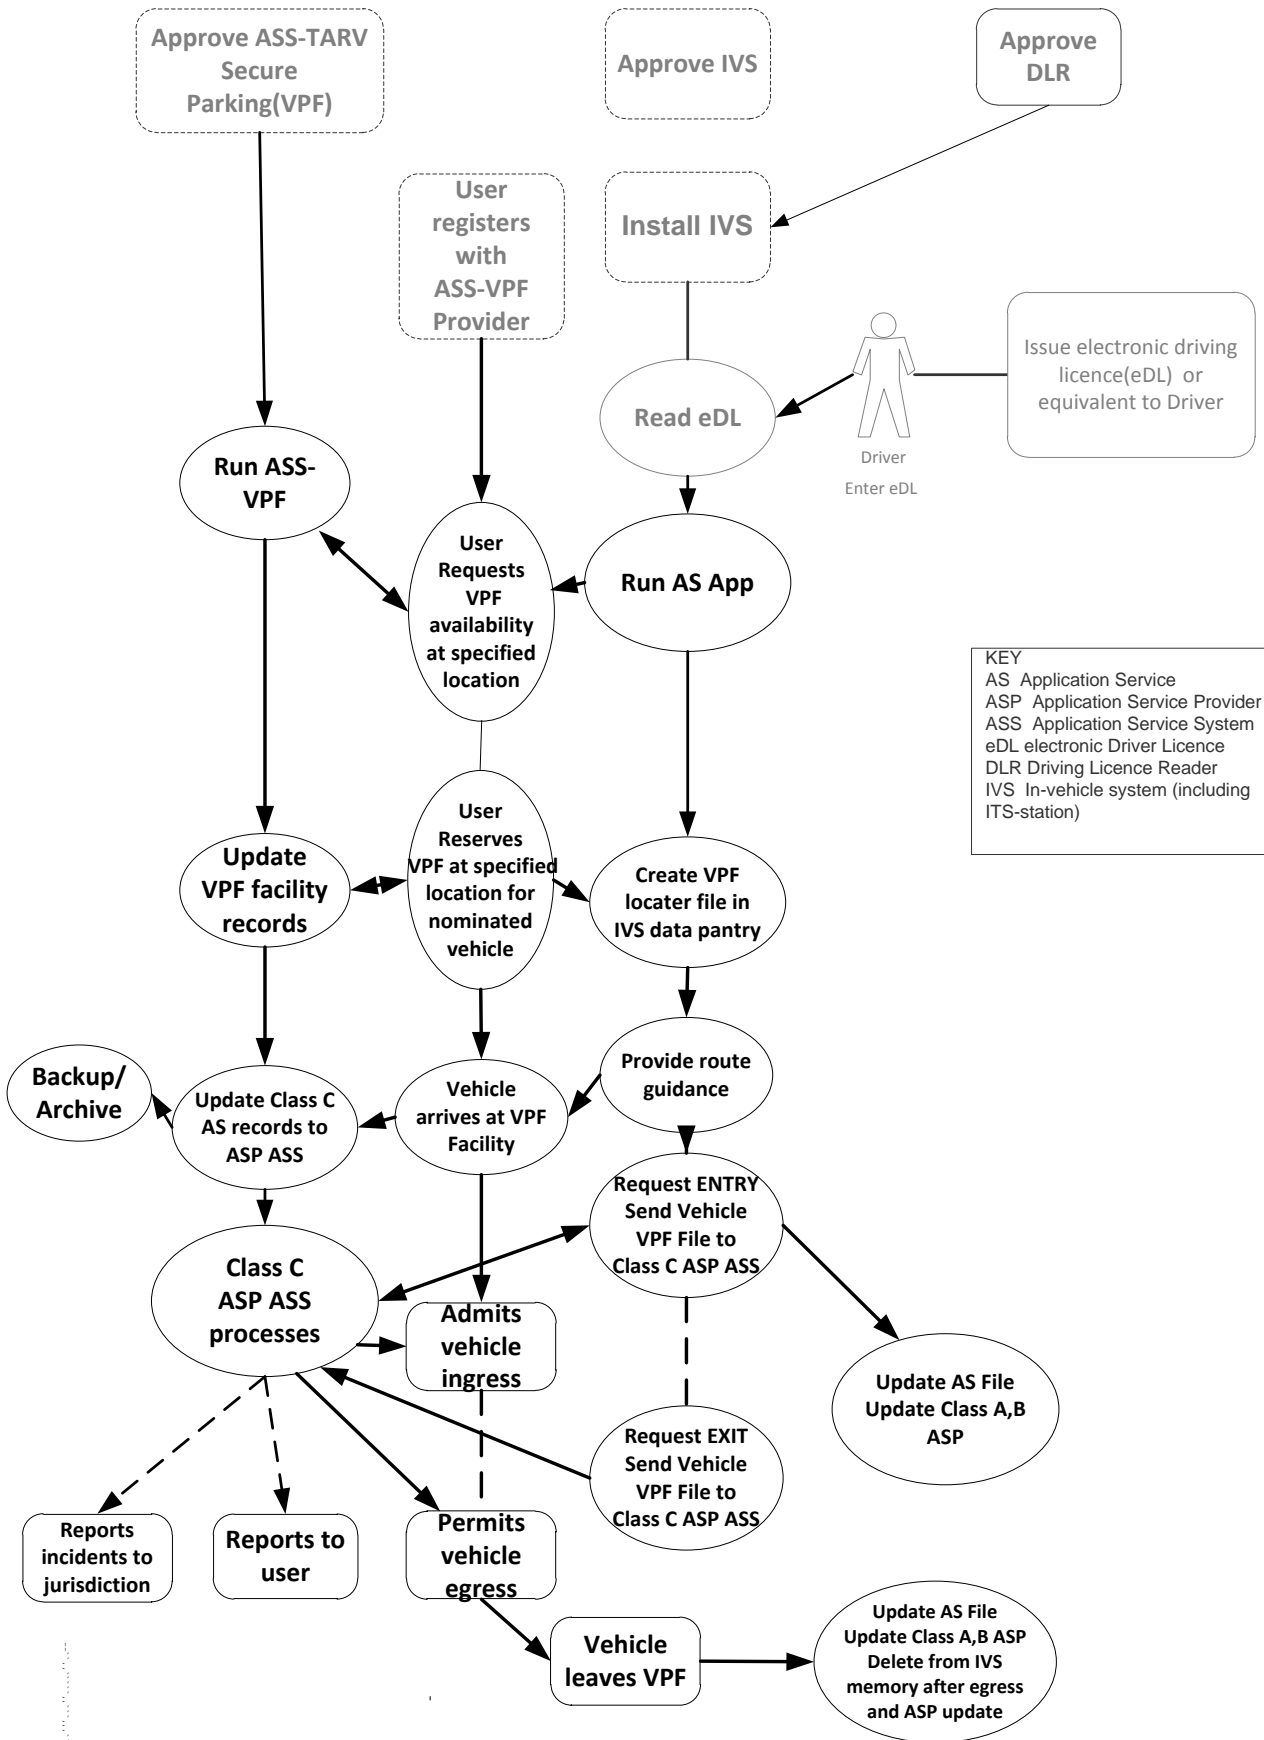 Approve ASS-TARV
Secure
Parking(VPF)
Approve IVS
Approve
DLR
User
registers
with
ASS-VPF
Provider
Install IVS
Issue electronic driving
licence(eDL)  or
equivalent to Driver
Read eDL
Driver
Enter eDL
Run ASS-
VPF
User
Requests
VPF
availability
at specified
location
Run AS App
KEY
AS  Application Service
ASP  Application Service Provider
ASS  Application Service System
eDL electronic Driver Licence
DLR Driving Licence Reader
IVS  In-vehicle system (including
ITS-station)
Update
VPF facility
records
User
Reserves
VPF at specified
location for
nominated
vehicle
Create VPF
locater file in
IVS data pantry
Backup/
Archive
Update Class C
AS records to
ASP ASS
Vehicle
arrives at VPF
Facility
Provide route
guidance
Request ENTRY
Send Vehicle
VPF File to
Class C ASP ASS
Class C
ASP ASS
processes
Admits
vehicle
ingress
Update AS File
Update Class A,B
ASP
Request EXIT
Send Vehicle
VPF File to
Class C ASP ASS
Reports
incidents to
jurisdiction
Reports to
user
Permits
vehicle
egress
Vehicle
leaves VPF
Update AS File
Update Class A,B ASP
Delete from IVS
memory after egress
and ASP update